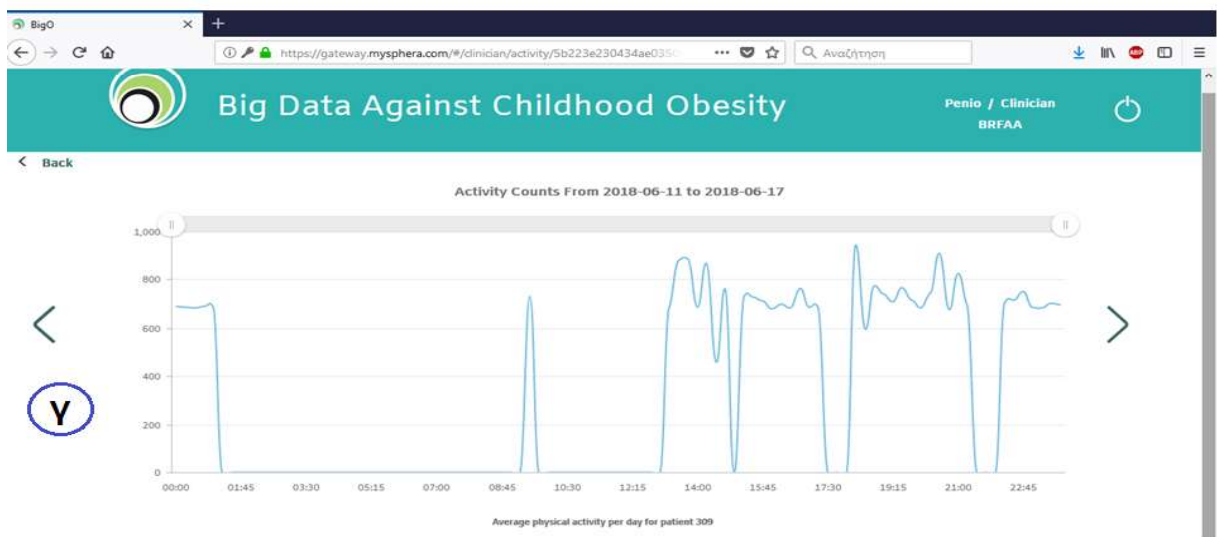 BigO
https://gateway.mysphera.com/#/clinician/activity/5b223e230434ae035
Αναζήτηση
ABP
Big Data Against Childhood Obesity
Penio / Clinician
BRFAA
Back
Activity Counts From 2018-06-11 to 2018-06-17
1,000
800
600
400
200
0
00:00 01:45 03:30 05:15 07:00 08:45 10:30 12:15 14:00 15:45 17:30 19:15 21:00 22:45
Average physical activity per day for patient 309
γ